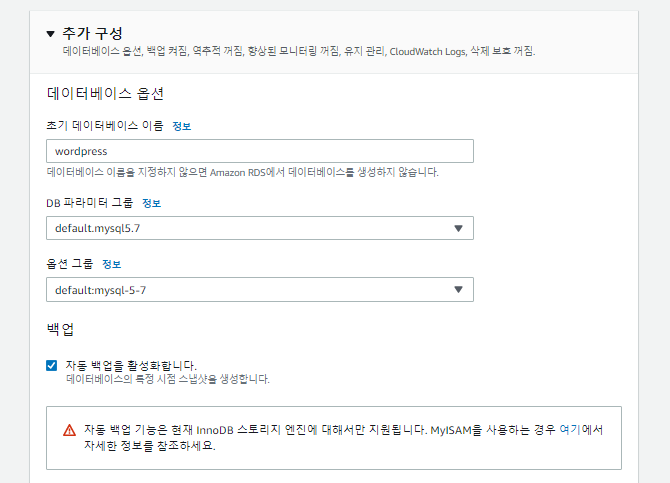 추가 구성
데이터베이스 옵션, 백업 켜짐, 역추적 꺼짐, 향상된 모니터링 꺼짐, 유지 관리, CloudWatch Logs, 삭제 보호 꺼짐.
데이터베이스 옵션
초기 데이터베이스 이름 정보
wordpress
데이터베이스 이름을 지정하지 않으면 Amazon RDS에서 데이터베이스를 생성하지 않습니다.
DB 파라미터 그룹 정보
default.mysql5.7
옵션 그룹 정보
default:mysql-5-7
백업
자동 백업을 활성화합니다.
데이터베이스의 특정 시점 스냅샷을 생성합니다.
자동 백업 기능은 현재 InnoDB 스토리지 엔진에 대해서만 지원됩니다. MyISAM을 사용하는 경우 여기에서
자세한 정보를 참조하세요.